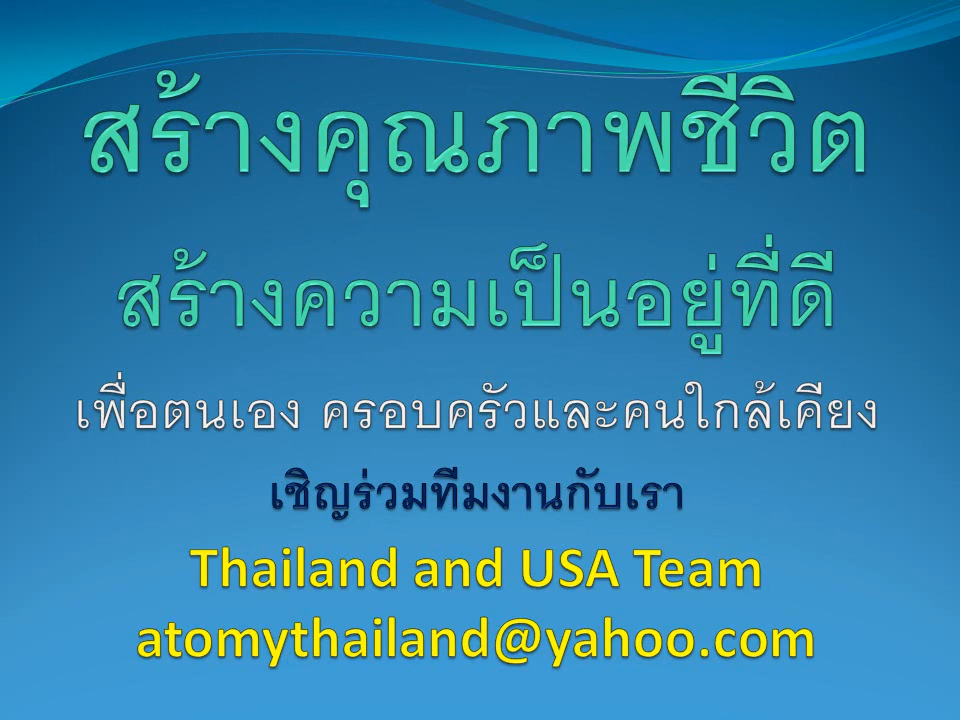 สร้างคุณภาพชีวิต
สร้างความเป็นอยู่ที่ดี
เพื่อตนเอง ครอบครัวและคนใกล้เคียง
เชิญร่วมทีมงานกับเรา
Thailand and USA Team
atomythailand@yahoo.com